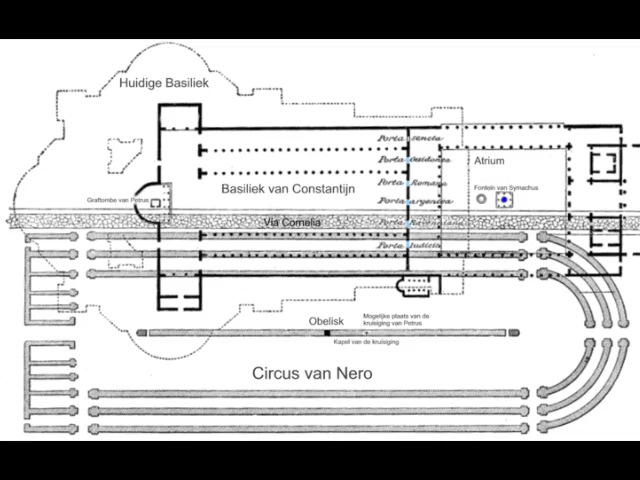 Huidige Basiliek
Porta
Atrium
Porta Guidonea
Basiliek van Constantijn
Porta Romana
Fontein van Symachus
Graftombe van Petrus
Porta argentea
Via Cornelia
Porta
Porta Iudicii
Mogelijke plaats van de
kruisiging van Petrus
Obelisk
Kapel van de kruisiging
Circus van Nero